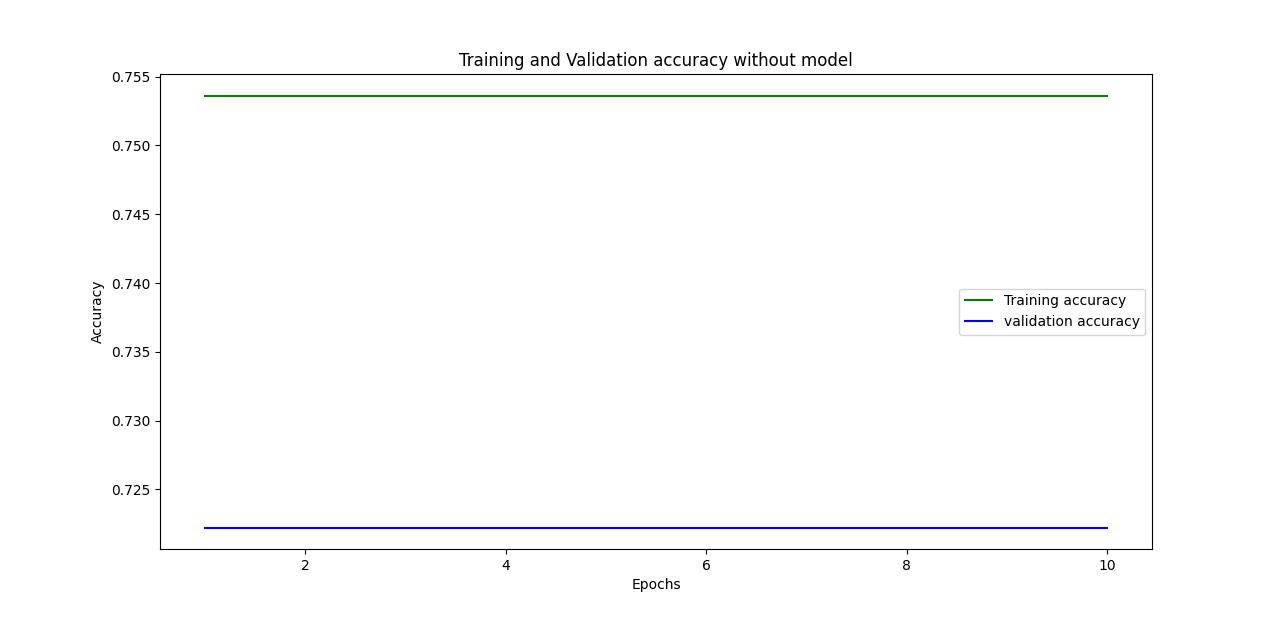 Training and Validation accuracy without model
0.755
0.750
0.745
0.740
0.735
0.730
0.725
Accuracy
Training accuracy
validation accuracy
2 4 6 8 10
Epochs